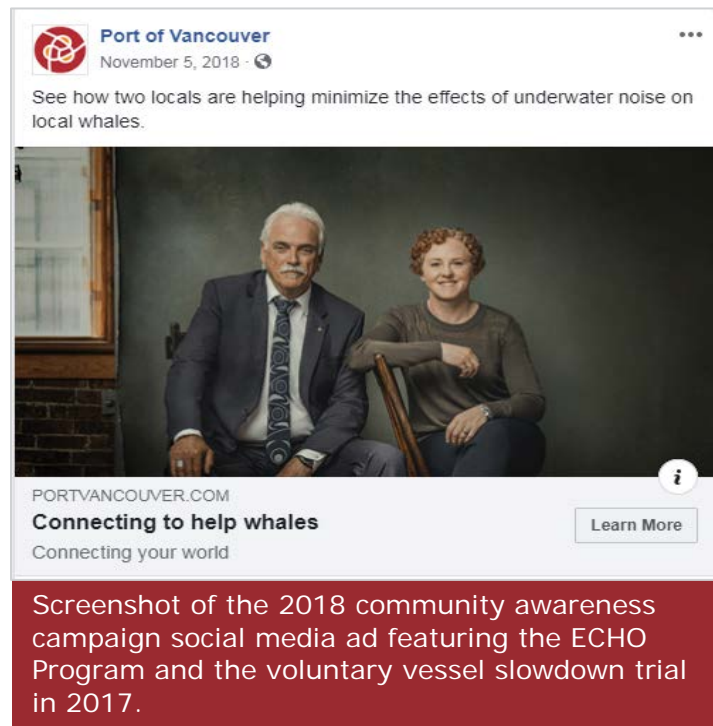 Port of Vancouver
November 5, 2018 ·
See how two locals are helping minimize the effects of underwater noise on
local whales.
i
PORTVANCOUVER.COM
Connecting to help whales
Learn More
Connecting your world
Screenshot of the 2018 community awareness
campaign social media ad featuring the ECHO
Program and the voluntary vessel slowdown trial
in 2017.